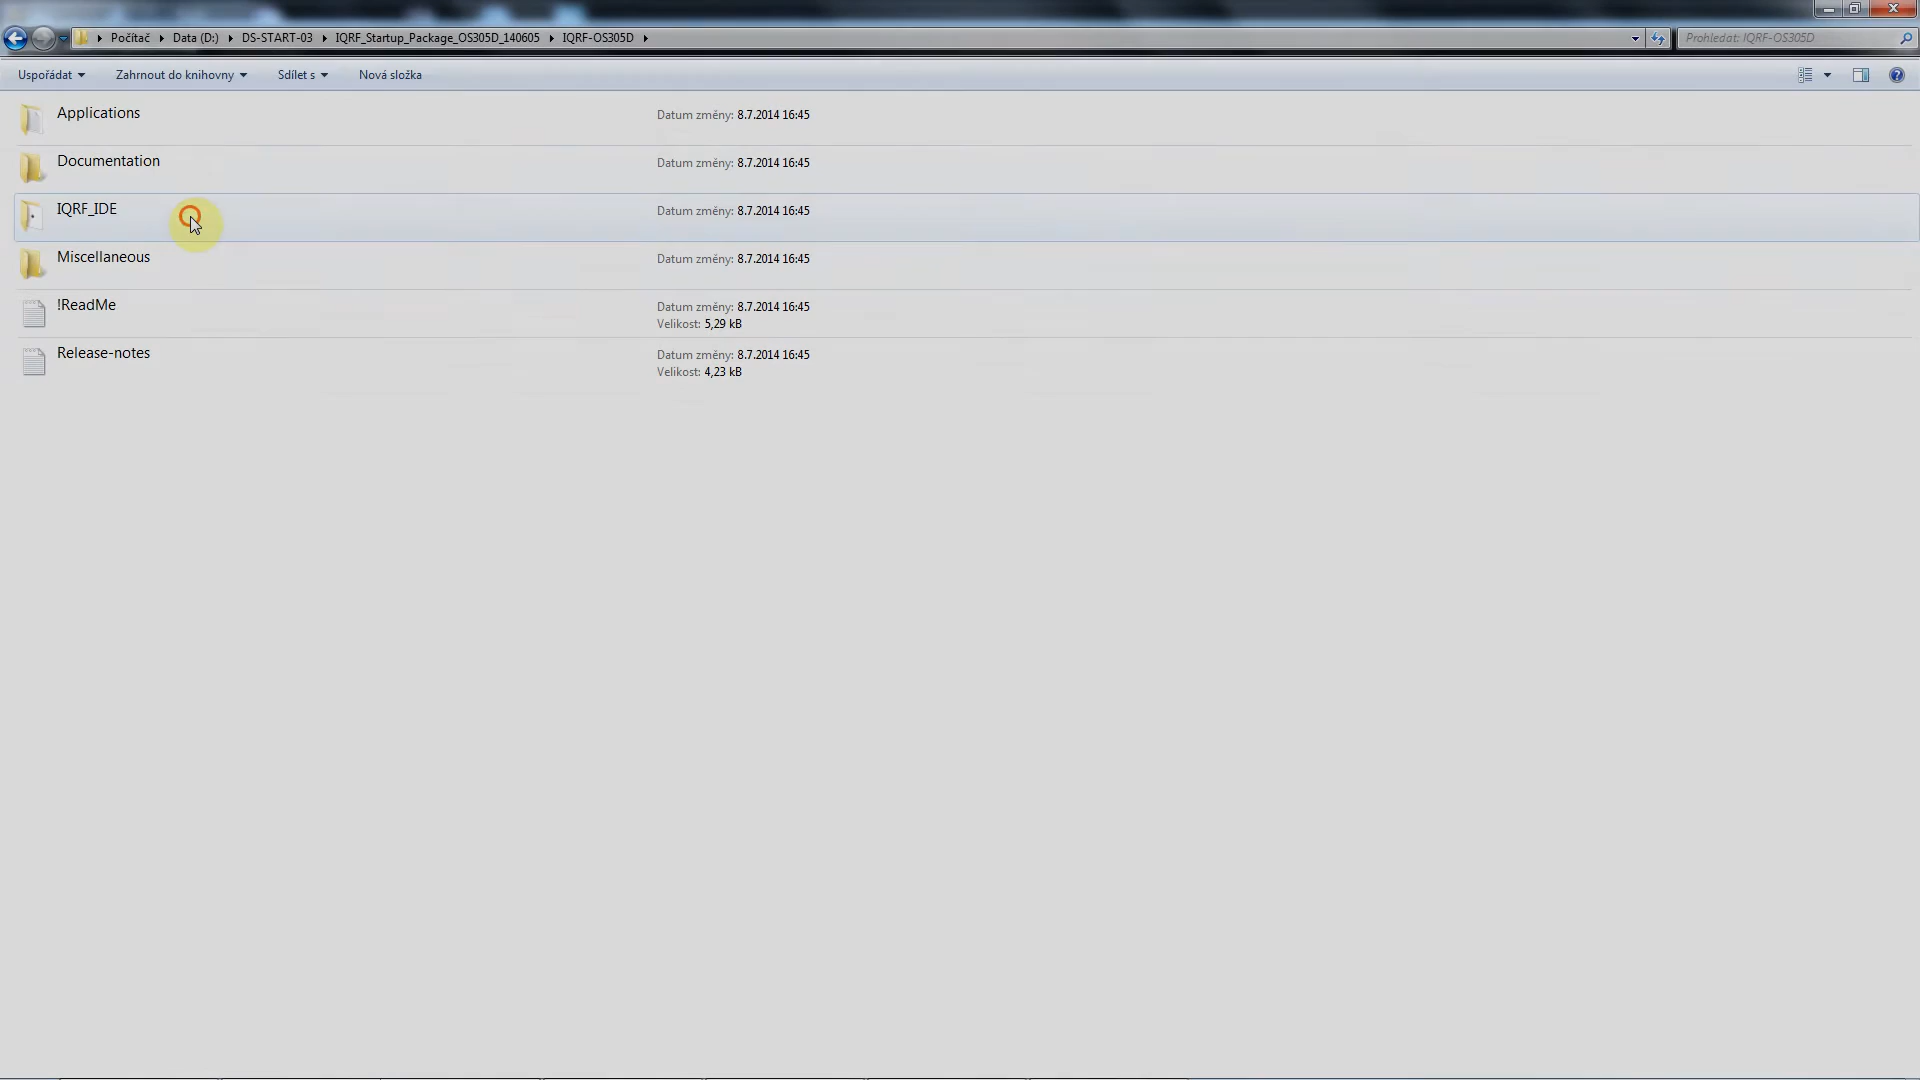 Počítač Data (D:) DS-START-03 IQRF_Startup_Package_OS305D_140605 IQRF-OS305D Prohledat: IQRF-OS305D
Uspořádat Zahrnout do knihovny Sdílet s Nová složka
Applications Datum změny: 8.7.2014 16:45
Documentation Datum změny: 8.7.2014 16:45
IQRF_IDE Datum změny: 8.7.2014 16:45
Miscellaneous Datum změny: 8.7.2014 16:45
!ReadMe Datum změny: 8.7.2014 16:45
Velikost: 5,29 kB
Release-notes Datum změny: 8.7.2014 16:45
Velikost: 4,23 kB